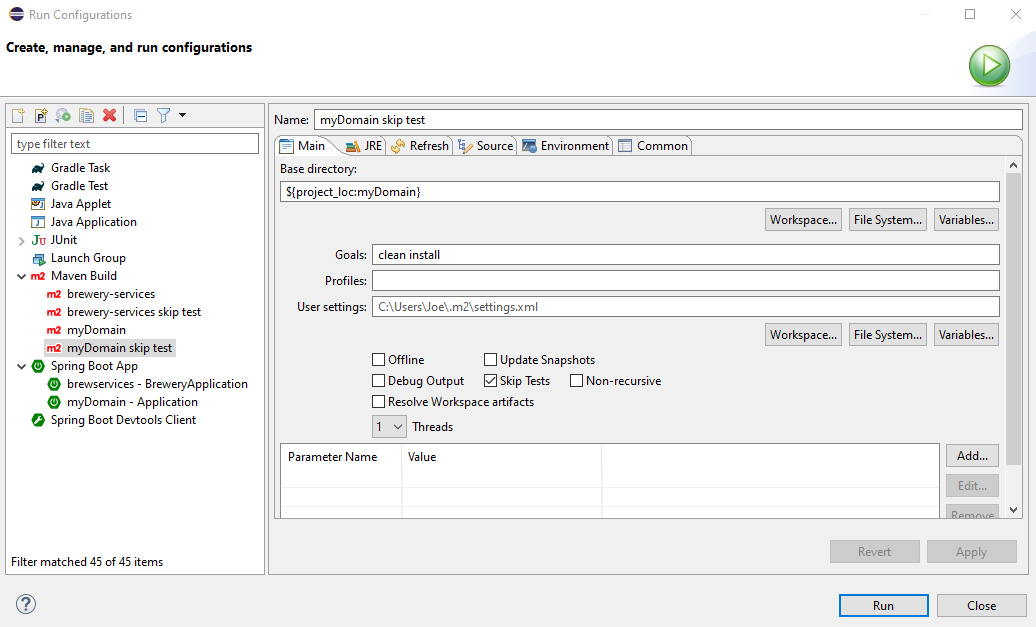 Run Configurations
Create, manage, and run configurations
type filter text
Gradle Task
Gradle Test
Java Applet
Java Application
JUnit
Launch Group
Maven Build
brewery-services
brewery-services skip test
myDomain
myDomain skip test
Spring Boot App
brewservices - BreweryApplication
myDomain - Application
Spring Boot Devtools Client
Filter matched 45 of 45 items
Name: myDomain skip test
Main JRE Refresh Source Environment Common
Base directory:
${project_loc:myDomain}
Workspace... File System... Variables...
Goals: clean install
Profiles:
User settings: C:\Users\Joe\.m2\settings.xml
Workspace... File System... Variables...
Offline Update Snapshots
Debug Output Skip Tests Non-recursive
Resolve Workspace artifacts
1 Threads
Parameter Name Value
Add...
Edit...
Remove
Revert Apply
Run Close